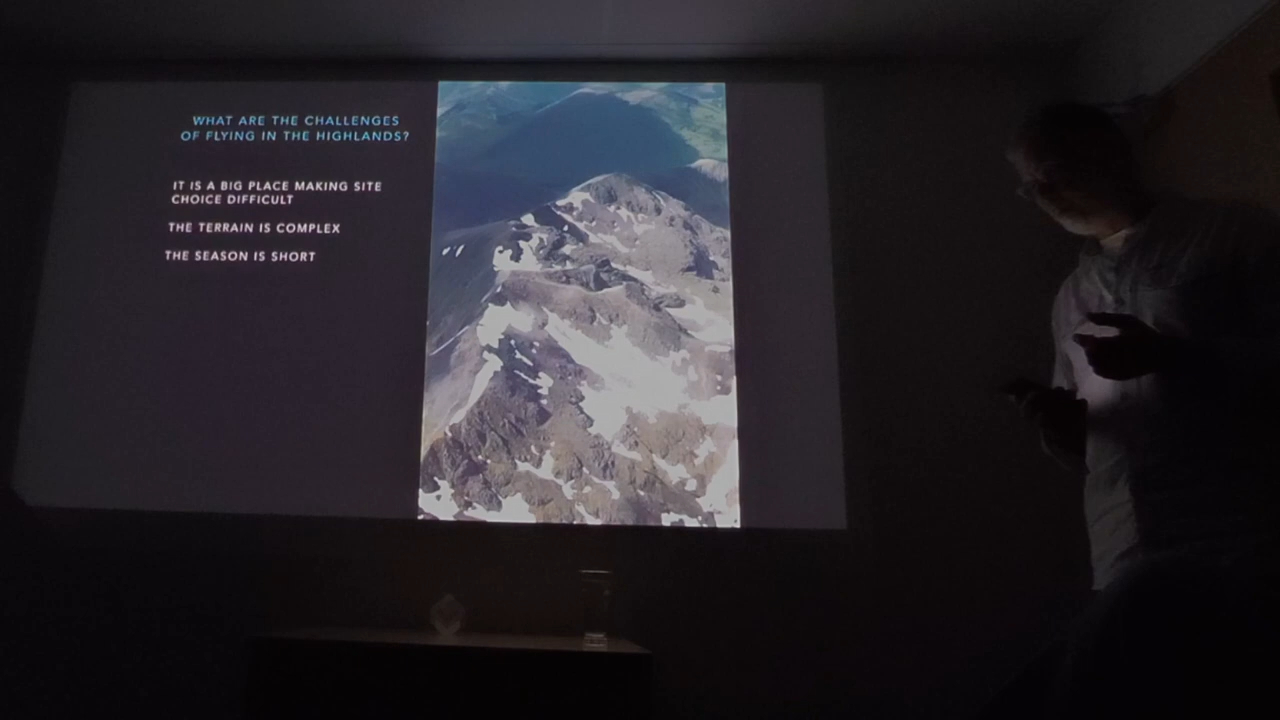 WHAT ARE THE CHALLENGES
OF FLYING IN THE HIGHLANDS?
IT IS A BIG PLACE MAKING SITE
CHOICE DIFFICULT
THE TERRAIN IS COMPLEX
THE SEASON IS SHORT